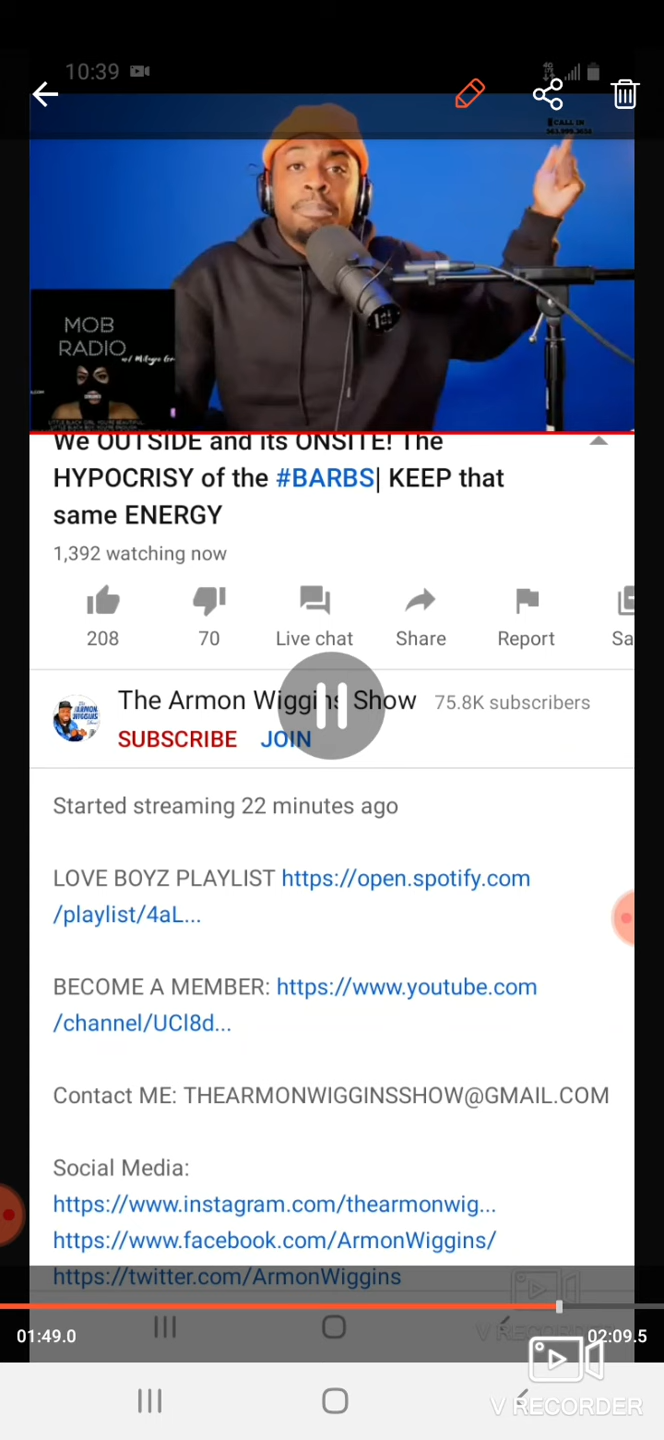 10:39
CALL IN
MOB
RADIO
We OUTSIDE and its ONSITE! The
HYPOCRISY of the #BARBS| KEEP that
same ENERGY
1,392 watching now
208
70
Live chat
Share
Report
Sa
The Armon Wiggins Show 75.8K subscribers
SUBSCRIBE JOIN
Started streaming 22 minutes ago
LOVE BOYZ PLAYLIST https://open.spotify.com
/playlist/4aL...
BECOME A MEMBER: https://www.youtube.com
/channel/UCl8d...
Contact ME: THEARMONWIGGINSSHOW@GMAIL.COM
Social Media:
https://www.instagram.com/thearmonwig...
https://www.facebook.com/ArmonWiggins/
https://twitter.com/ArmonWiggins
01:49.0
02:09.5
V RECORDER